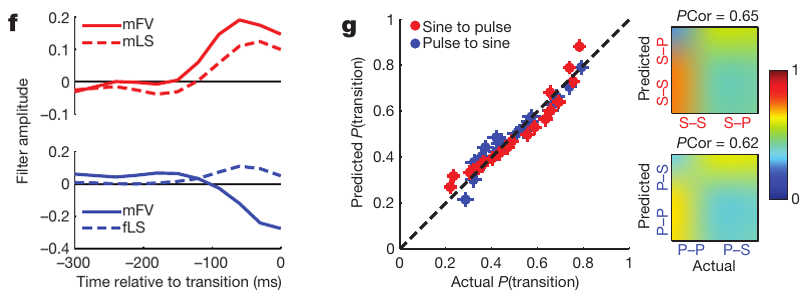 f
0.2
0.1
0
−0.1
mFV
mLS
Filter amplitude
0.2
0
−0.2
−0.4
mFV
fLS
−300
−200
−100
0
Time relative to transition (ms)
g
1
0.8
0.6
0.4
0.2
0
Predicted P(transition)
Sine to pulse
Pulse to sine
0
0.2
0.4
0.6
0.8
1
Actual P(transition)
PCor = 0.65
Predicted
S–S S–P
S–S S–P
PCor = 0.62
Predicted
P–P P–S
P–P P–S
Actual
1
0